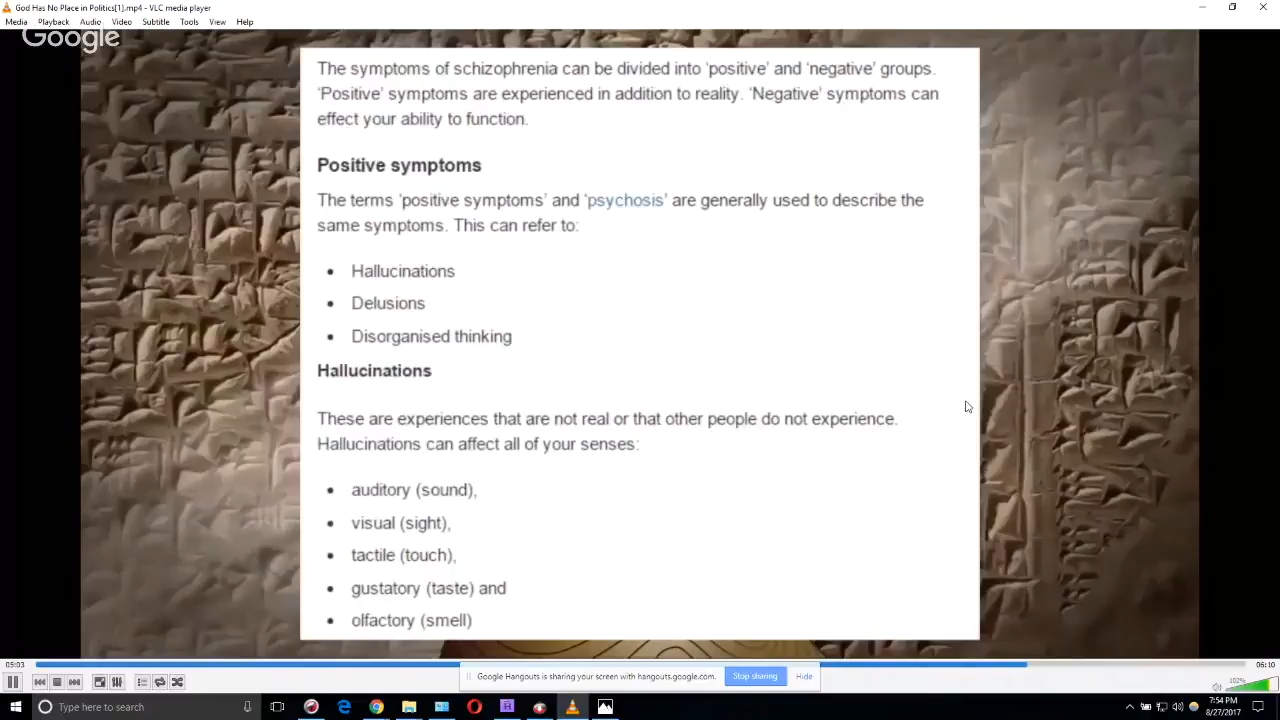 God Has No Place in Politics[1].mp4 - VLC media player
Media Playback Audio Video Subtitle Tools View Help
Google
The symptoms of schizophrenia can be divided into ‘positive’ and ‘negative’ groups.
‘Positive’ symptoms are experienced in addition to reality. ‘Negative’ symptoms can
effect your ability to function.
Positive symptoms
The terms ‘positive symptoms’ and ‘psychosis’ are generally used to describe the
same symptoms. This can refer to:
• Hallucinations
• Delusions
• Disorganised thinking
Hallucinations
These are experiences that are not real or that other people do not experience.
Hallucinations can affect all of your senses:
• auditory (sound),
• visual (sight),
• tactile (touch),
• gustatory (taste) and
• olfactory (smell)
05:03 06:10
Google Hangouts is sharing your screen with hangouts.google.com. Stop sharing Hide
102%
Type here to search
7:54 PM
8/27/2017